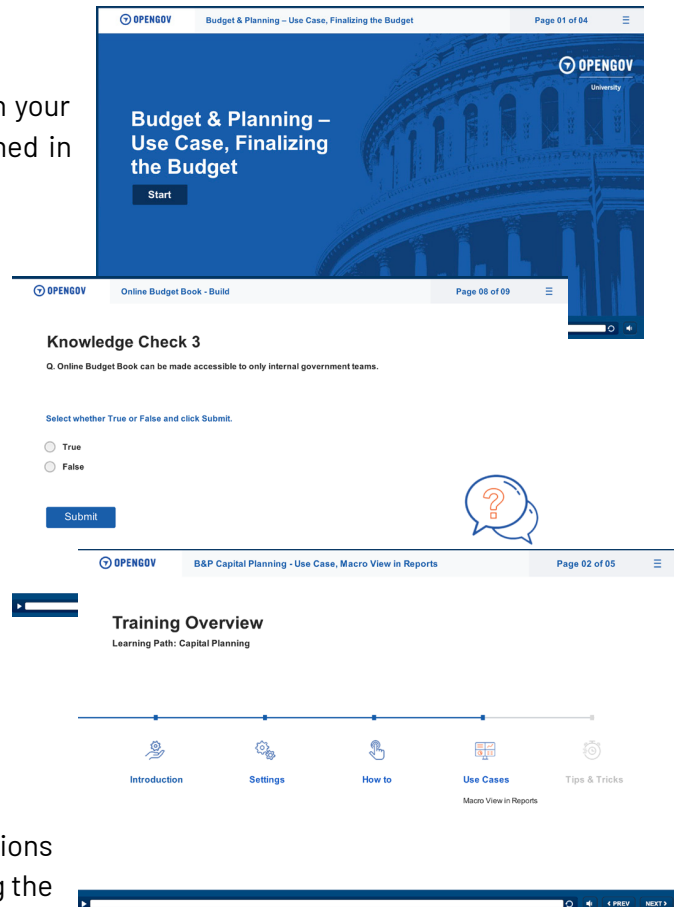 OPENGOV
Budget & Planning – Use Case, Finalizing the Budget
Page 01 of 04
OPENGOV
University
your
Budget & Planning –
Use Case, Finalizing
the Budget
in
Start
OPENGOV
Online Budget Book - Build
Page 08 of 09
Knowledge Check 3
Q. Online Budget Book can be made accessible to only internal government teams.
Select whether True or False and click Submit.
True
False
?
Submit
OPENGOV
B&P Capital Planning - Use Case, Macro View in Reports
Page 02 of 05
Training Overview
Learning Path: Capital Planning
Introduction
Settings
How to
Use Cases
Tips & Tricks
Macro View in Reports
the
PREV
NEXT